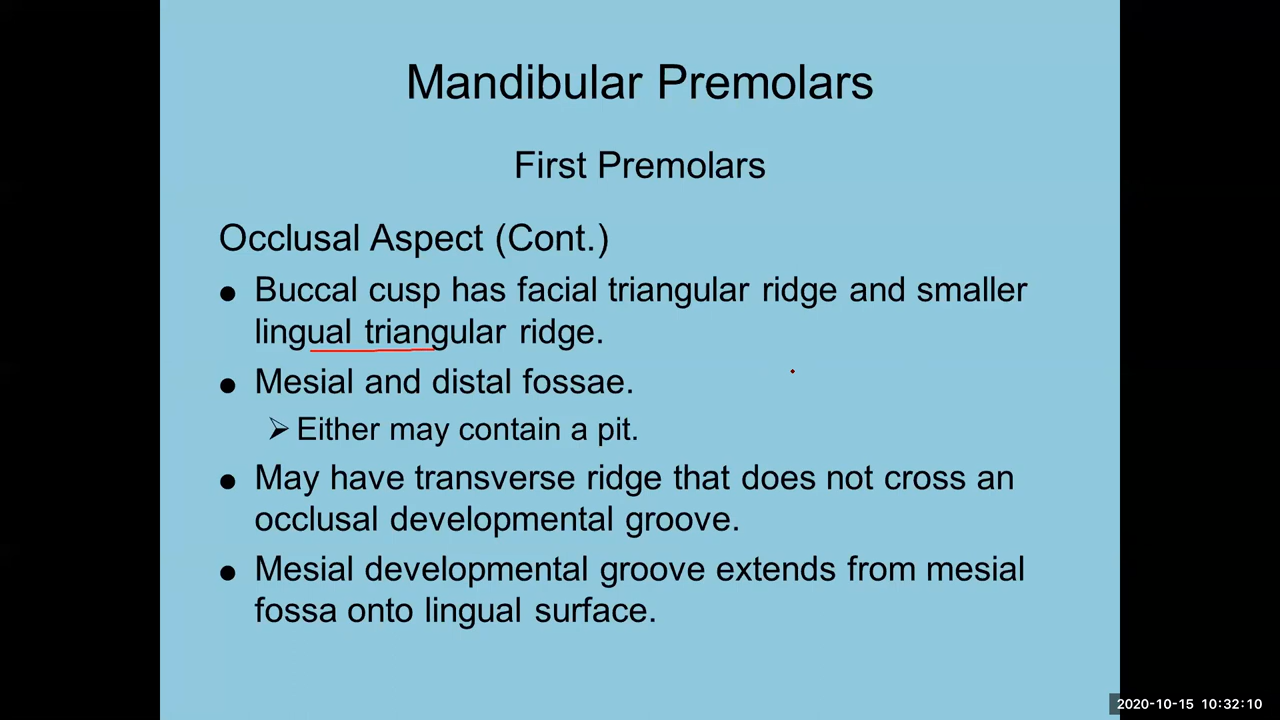 Mandibular Premolars
First Premolars
Occlusal Aspect (Cont.)
● Buccal cusp has facial triangular ridge and smaller
lingual triangular ridge.
● Mesial and distal fossae.
➢ Either may contain a pit.
● May have transverse ridge that does not cross an
occlusal developmental groove.
● Mesial developmental groove extends from mesial
fossa onto lingual surface.
2020-10-15 10:32:10